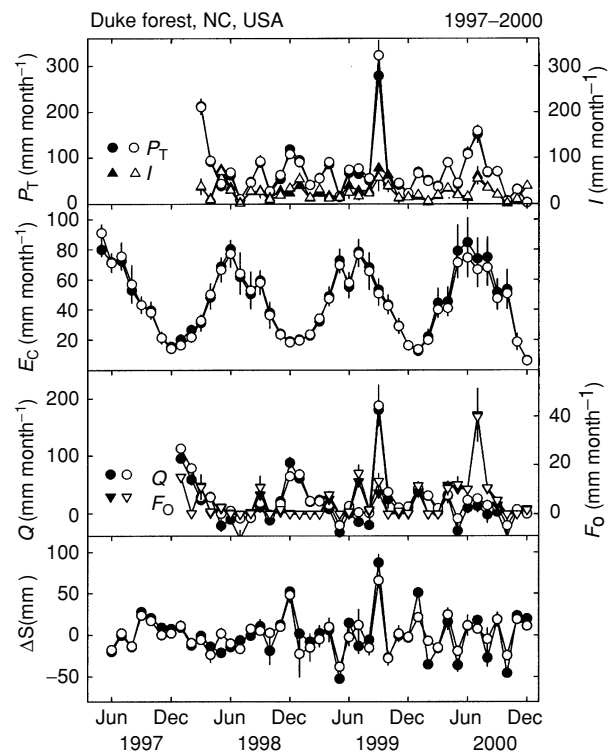 Duke forest, NC, USA 1997–2000
P_T (mm month⁻¹)
300
200
100
0
● ○ P_T
▲ △ I
300
200
100
0
I (mm month⁻¹)
E_C (mm month⁻¹)
100
80
60
40
20
Q (mm month⁻¹)
200
100
0
● ○ Q
▼ ▽ F_O
40
20
0
F_O (mm month⁻¹)
ΔS(mm)
100
50
0
−50
Jun Dec Jun Dec Jun Dec Jun Dec
1997 1998 1999 2000